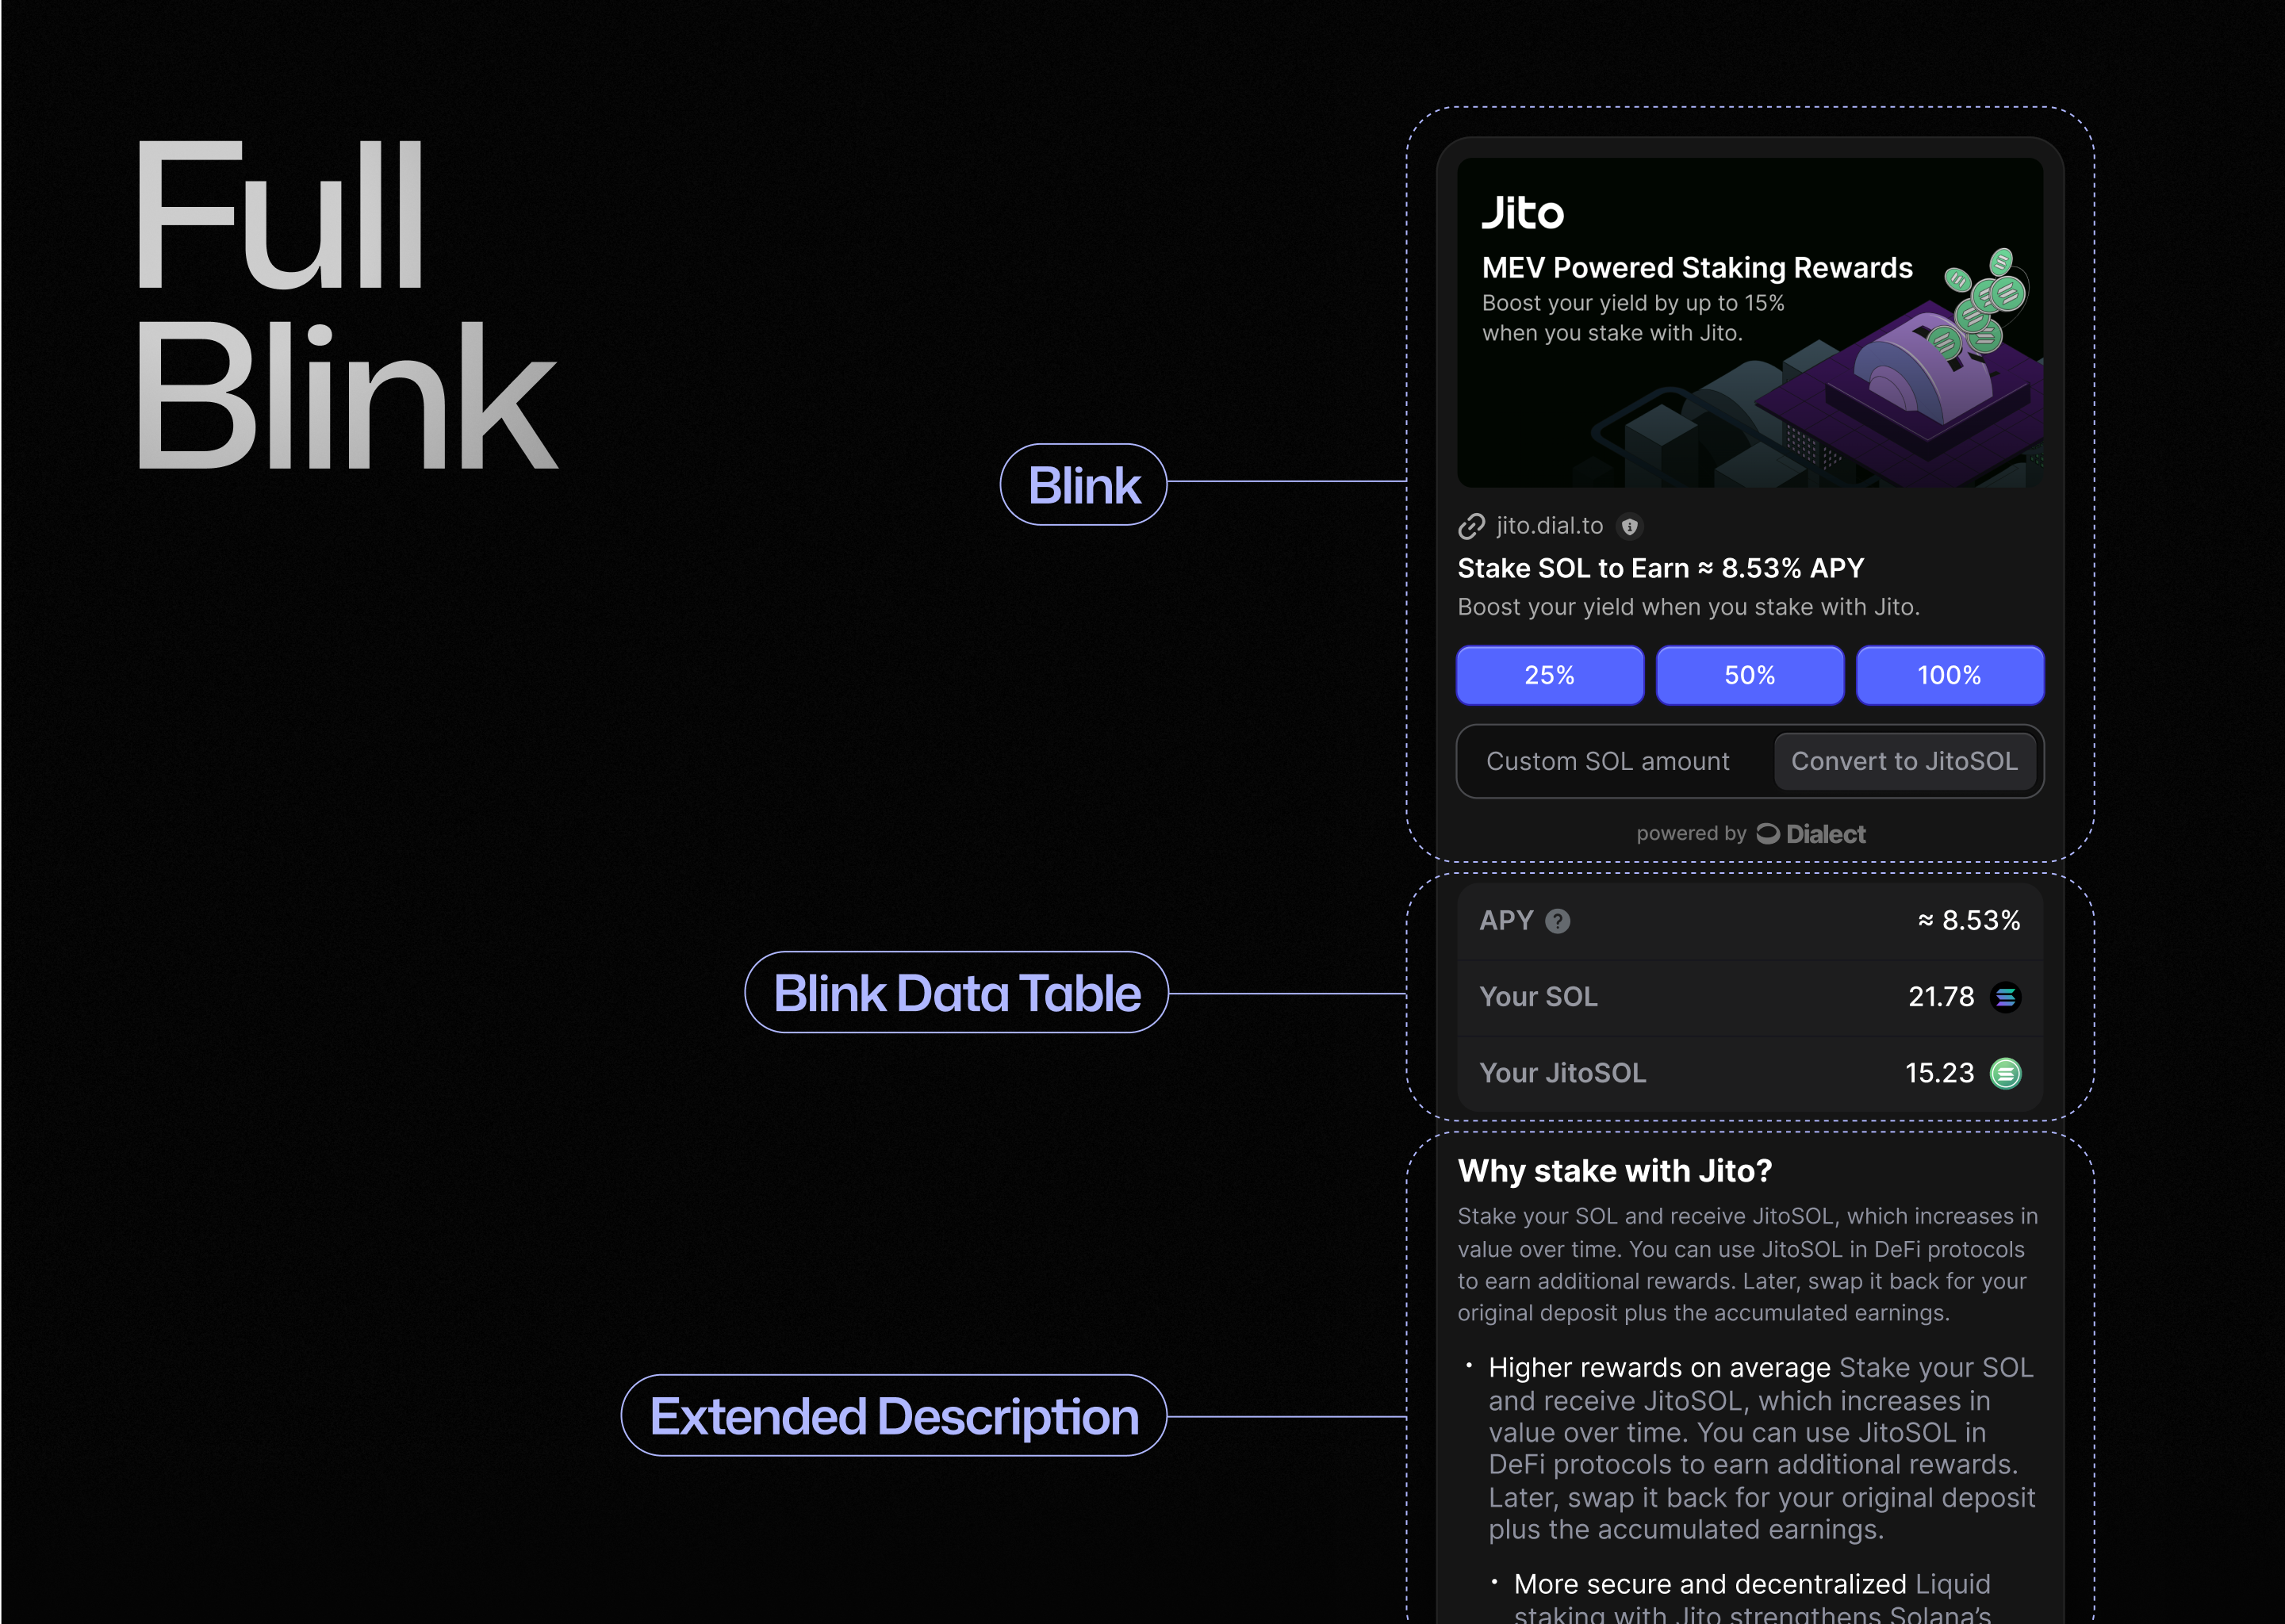 Full
Blink
Blink
Jito
MEV Powered Staking Rewards
Boost your yield by up to 15%
when you stake with Jito.
jito.dial.to
Stake SOL to Earn ≈ 8.53% APY
Boost your yield when you stake with Jito.
25% 50% 100%
Custom SOL amount Convert to JitoSOL
powered by Dialect
Blink Data Table
APY ? ≈ 8.53%
Your SOL 21.78
Your JitoSOL 15.23
Extended Description
Why stake with Jito?
Stake your SOL and receive JitoSOL, which increases in
value over time. You can use JitoSOL in DeFi protocols
to earn additional rewards. Later, swap it back for your
original deposit plus the accumulated earnings.
• Higher rewards on average Stake your SOL
and receive JitoSOL, which increases in
value over time. You can use JitoSOL in
DeFi protocols to earn additional rewards.
Later, swap it back for your original deposit
plus the accumulated earnings.
• More secure and decentralized Liquid
staking with Jito strengthens Solana's